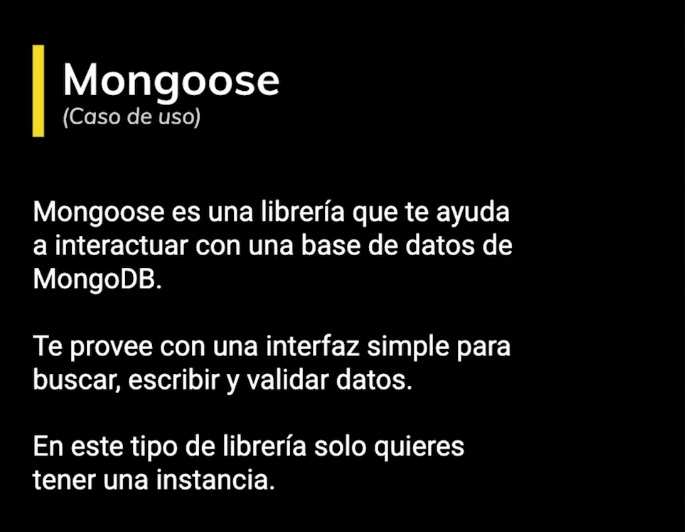 Mongoose
(Caso de uso)
Mongoose es una librería que te ayuda
a interactuar con una base de datos de
MongoDB.
Te provee con una interfaz simple para
buscar, escribir y validar datos.
En este tipo de librería solo quieres
tener una instancia.